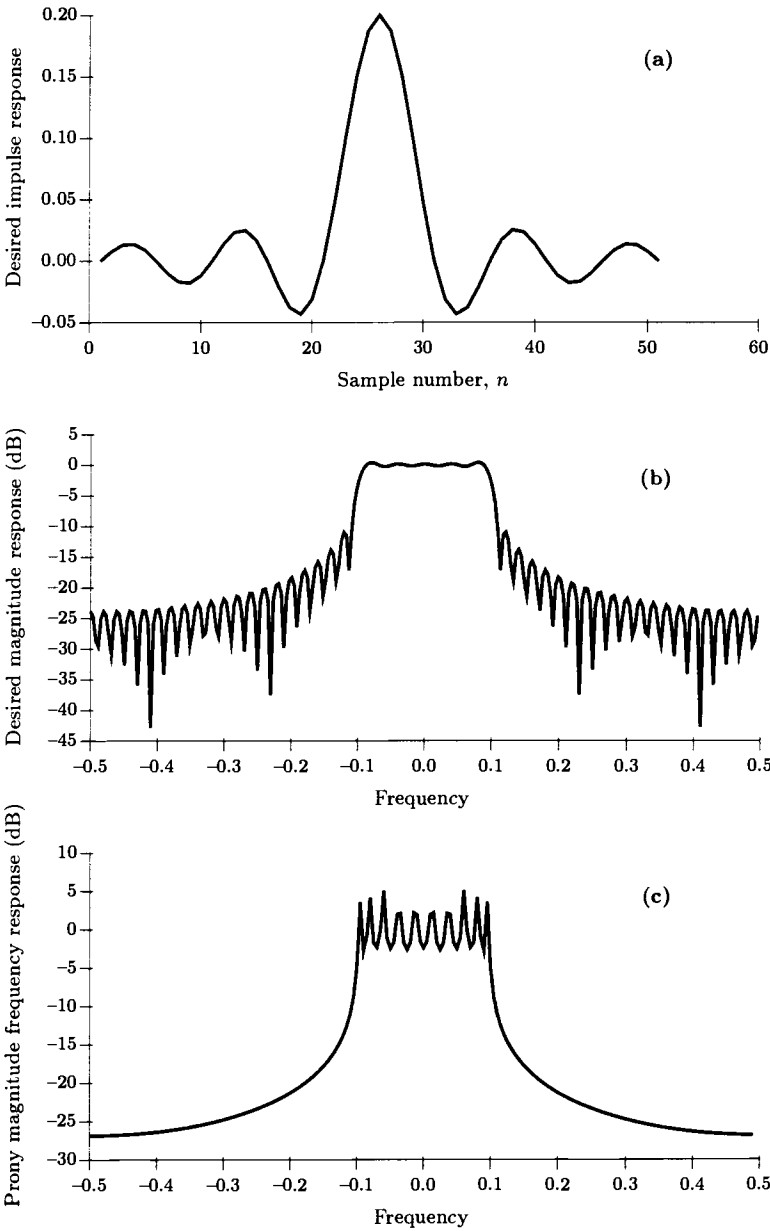 Desired impulse response
0.20
0.15
0.10
0.05
0.00
−0.05
(a)
0 10 20 30 40 50 60
Sample number, n
Desired magnitude response (dB)
5
0
−5
−10
−15
−20
−25
−30
−35
−40
−45
(b)
−0.5 −0.4 −0.3 −0.2 −0.1 0.0 0.1 0.2 0.3 0.4 0.5
Frequency
Prony magnitude frequency response (dB)
10
5
0
−5
−10
−15
−20
−25
−30
(c)
−0.5 −0.4 −0.3 −0.2 −0.1 0.0 0.1 0.2 0.3 0.4 0.5
Frequency